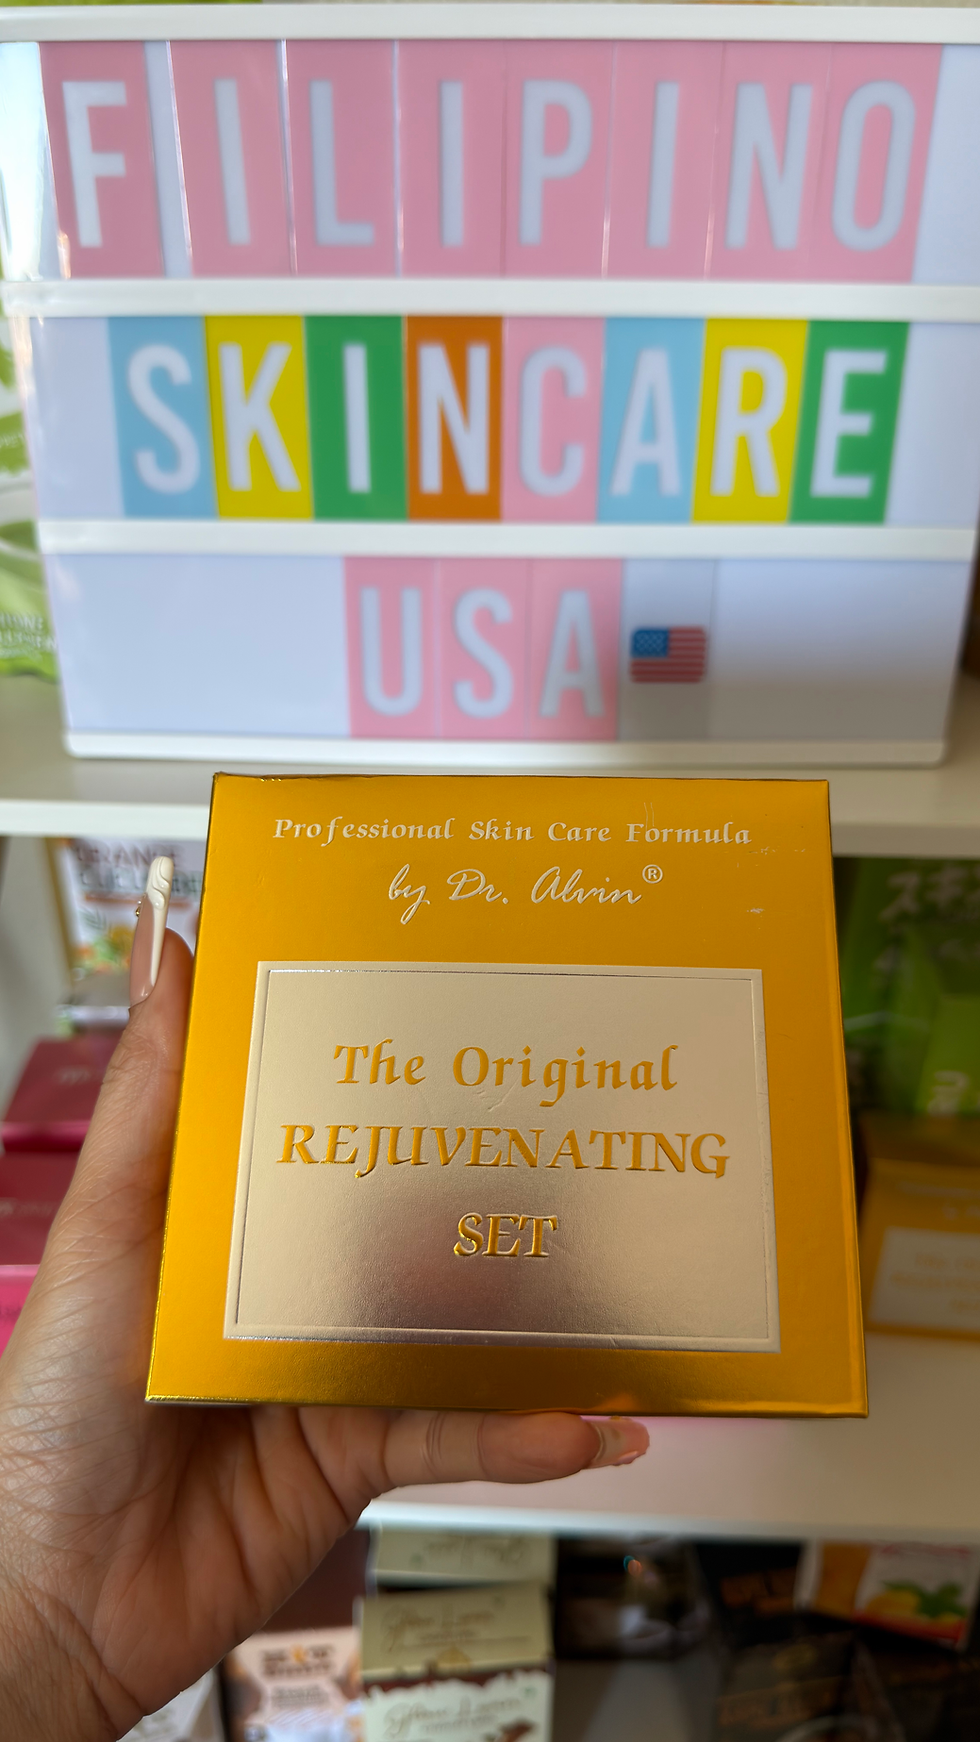 FILIPINO
SKINCARE
USA
Professional Skin Care Formula
by Dr. Alvin®
The Original
REJUVENATING
SET